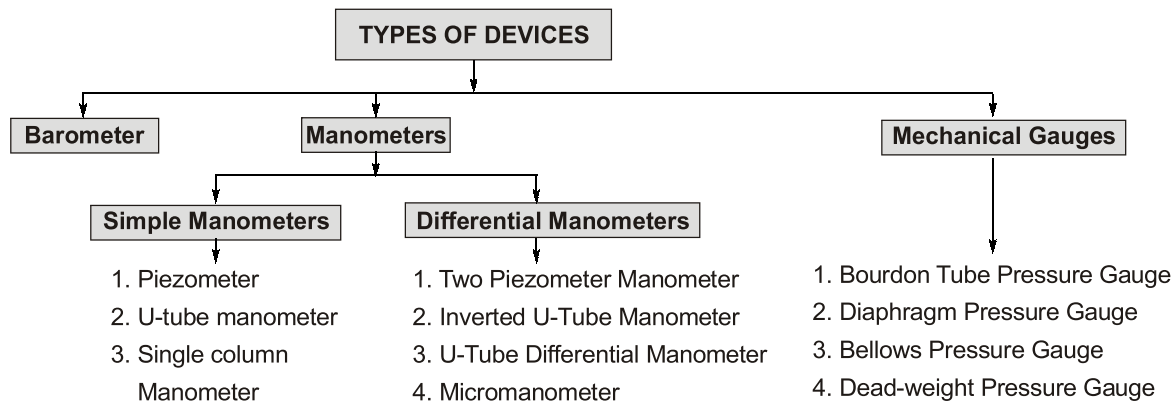 TYPES OF DEVICES
Barometer
Manometers
Mechanical Gauges
Simple Manometers
Differential Manometers
1. Piezometer
2. U-tube manometer
3. Single column
Manometer
1. Two Piezometer Manometer
2. Inverted U-Tube Manometer
3. U-Tube Differential Manometer
4. Micromanometer
1. Bourdon Tube Pressure Gauge
2. Diaphragm Pressure Gauge
3. Bellows Pressure Gauge
4. Dead-weight Pressure Gauge